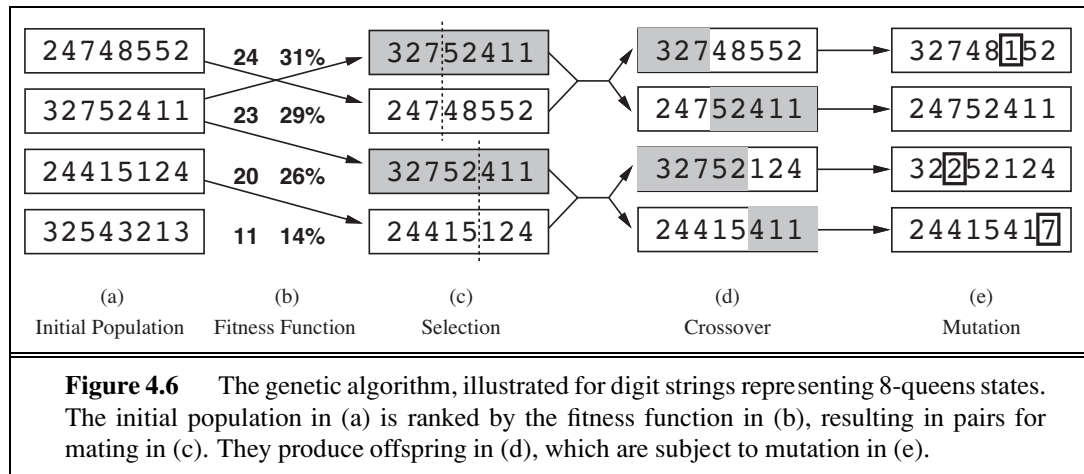 24748552 24 31% 32752411 32748552 32748152
32752411 23 29% 24748552 24752411 24752411
24415124 20 26% 32752411 32752124 32252124
32543213 11 14% 24415124 24415411 24415417
(a) (b) (c) (d) (e)
Initial Population Fitness Function Selection Crossover Mutation
Figure 4.6 The genetic algorithm, illustrated for digit strings representing 8-queens states.
The initial population in (a) is ranked by the fitness function in (b), resulting in pairs for
mating in (c). They produce offspring in (d), which are subject to mutation in (e).